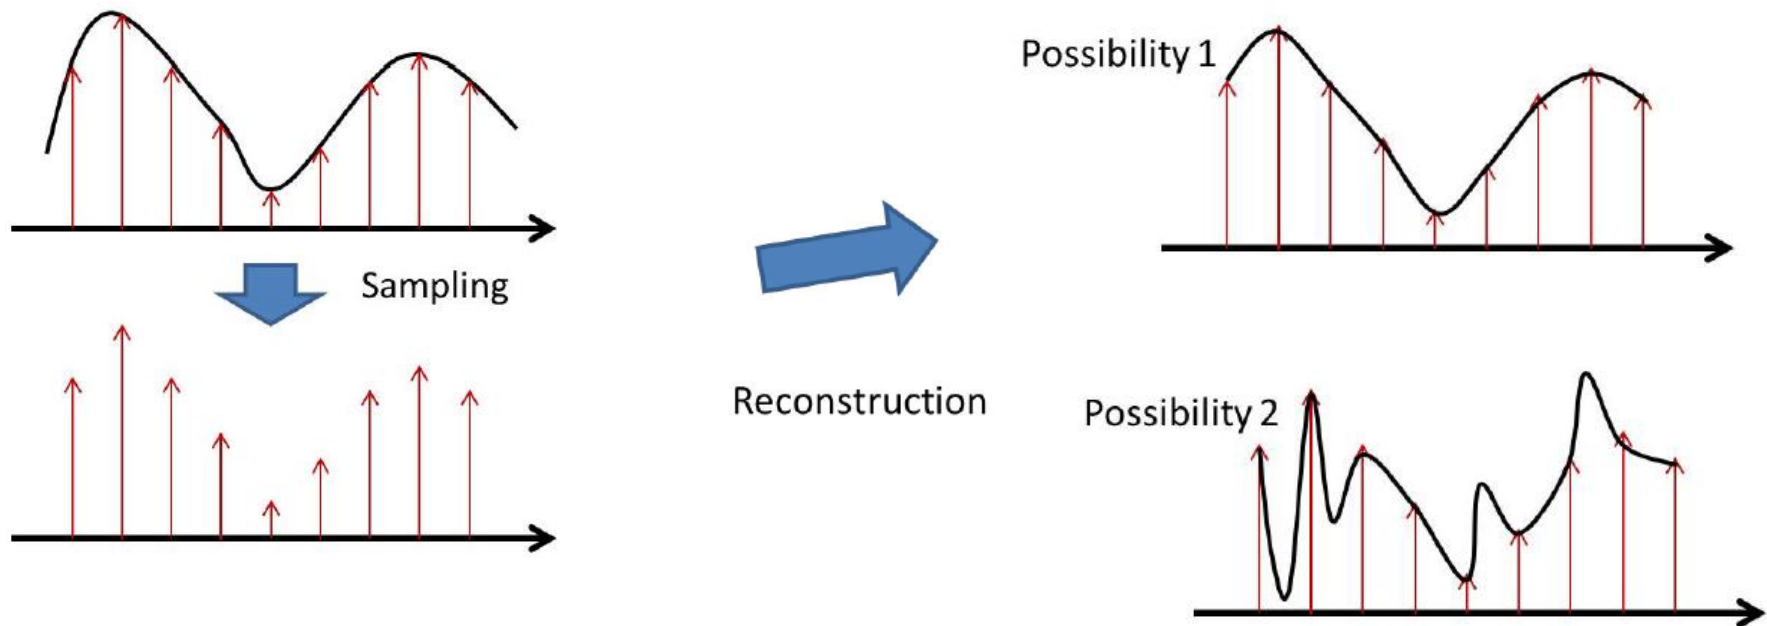 Possibility 1
Sampling
Reconstruction
Possibility 2